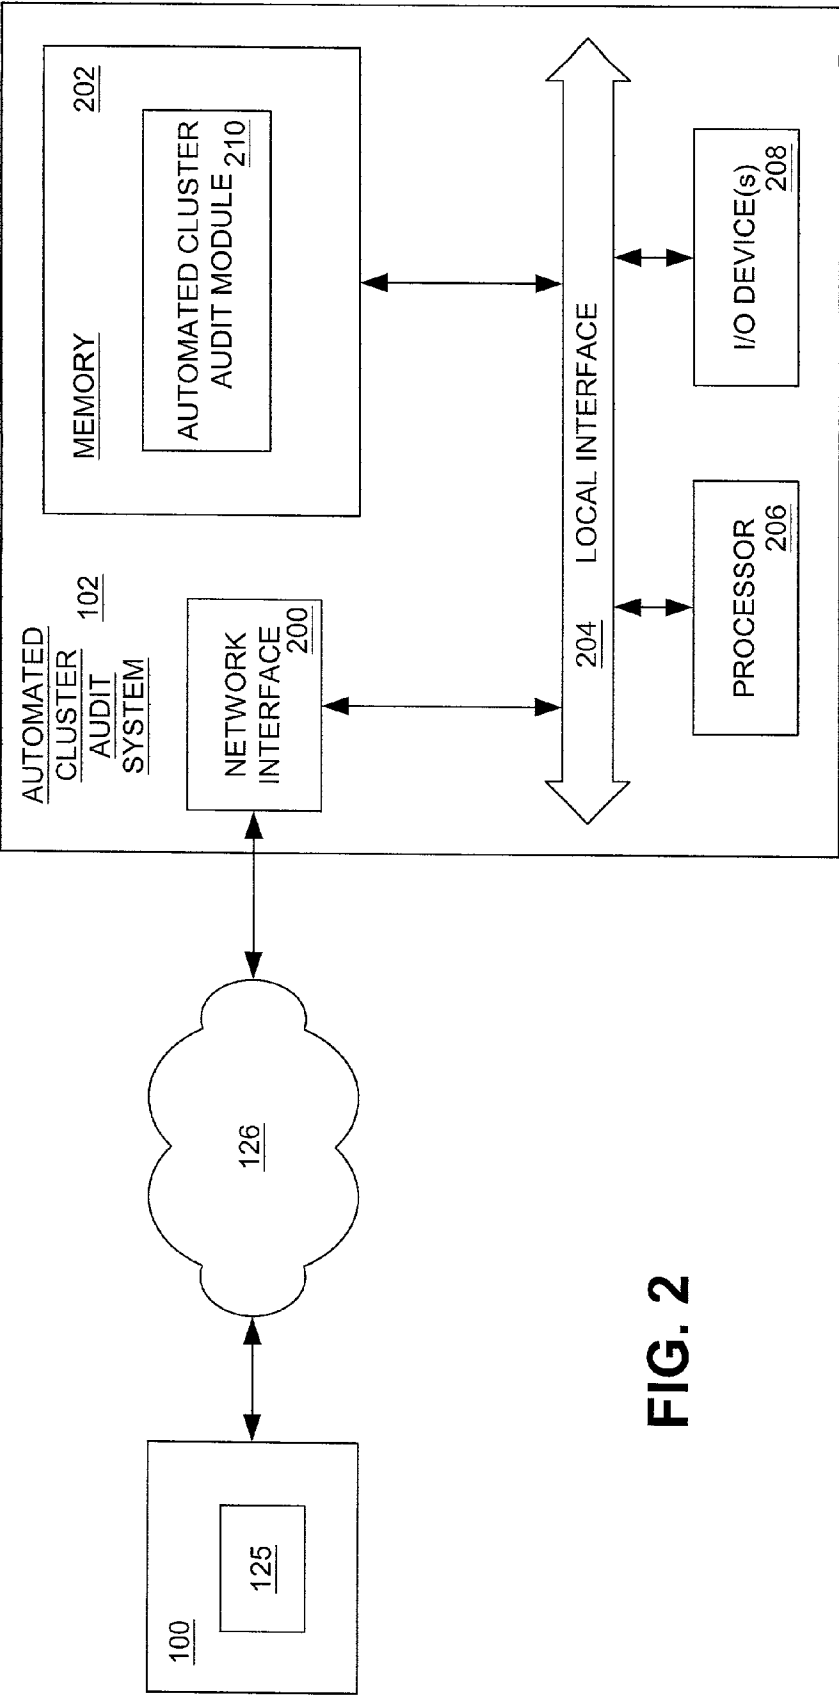 AUTOMATED
CLUSTER
AUDIT
SYSTEM
102
MEMORY
202
AUTOMATED CLUSTER
AUDIT MODULE
210
NETWORK
INTERFACE
200
100
125
126
204
LOCAL INTERFACE
PROCESSOR
206
I/O DEVICE(s)
208
FIG. 2